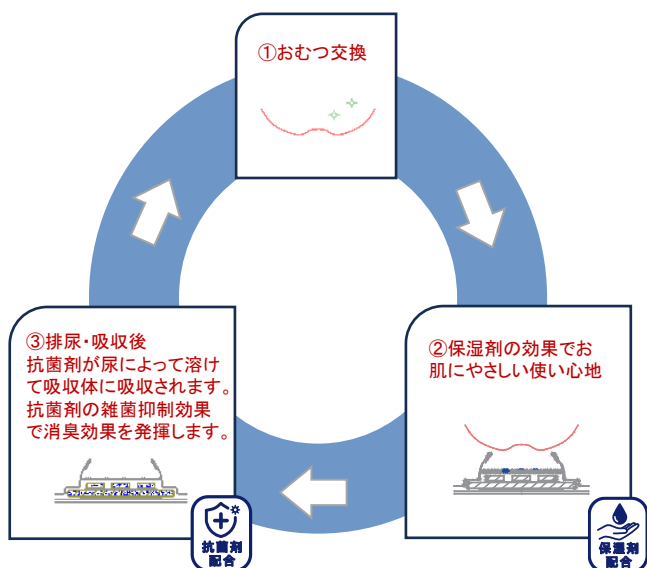 ①おむつ交換
②保湿剤の効果でお
肌にやさしい使い心地
保湿剤
配合
③排尿・吸収後
抗菌剤が尿によって溶け
て吸収体に吸収されます。
抗菌剤の雑菌抑制効果
で消臭効果を発揮します。
抗菌剤
配合